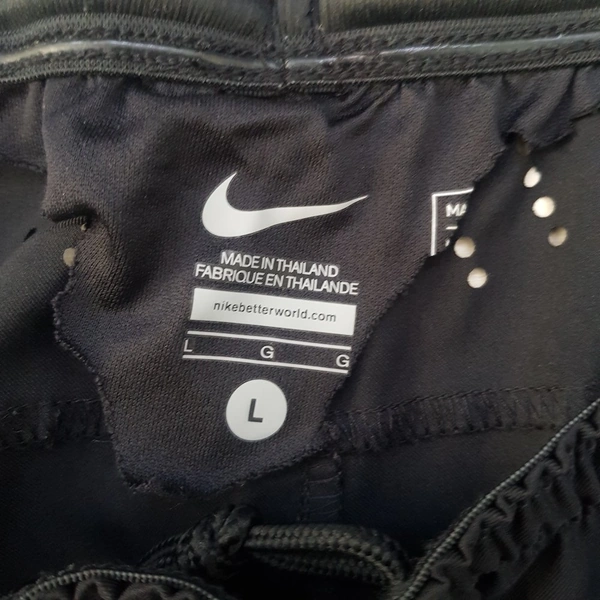 MADE IN THAILAND
FABRIQUE EN THAILANDE
nikebetterworld.com
L G G
L